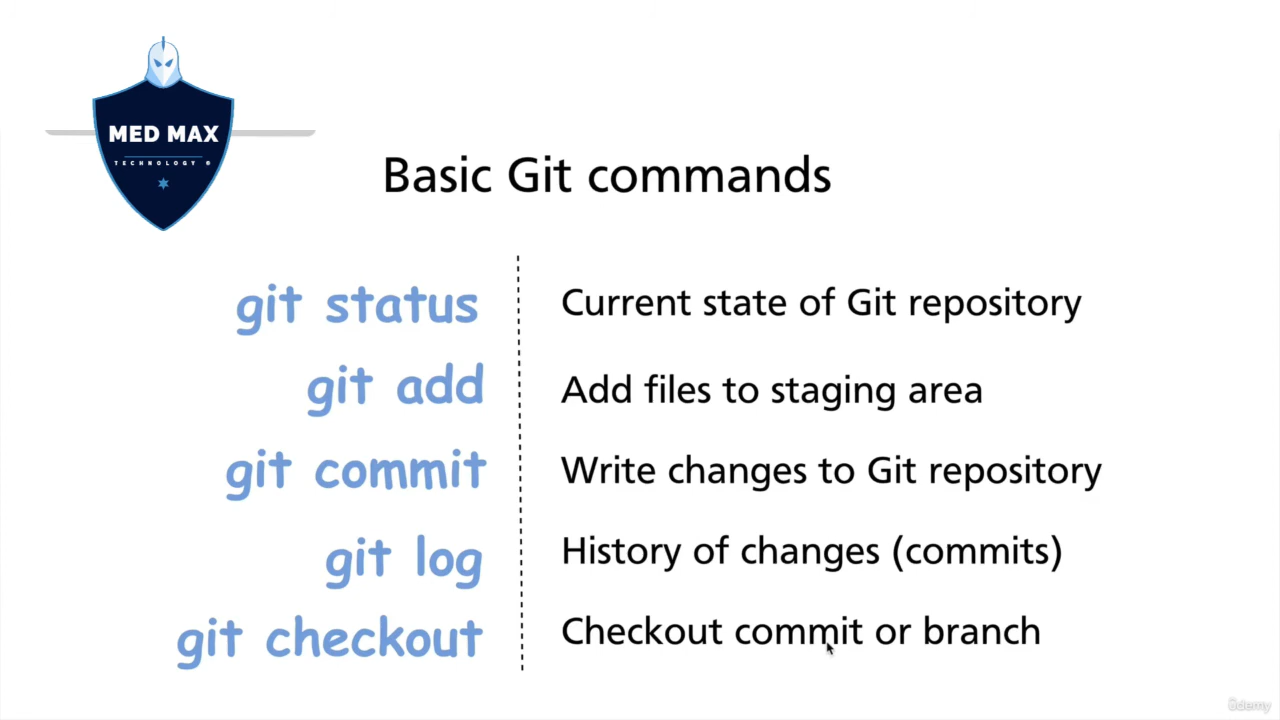 MED MAX
TECHNOLOGY ®
Basic Git commands
git status Current state of Git repository
git add Add files to staging area
git commit Write changes to Git repository
git log History of changes (commits)
git checkout Checkout commit or branch
ûdemy